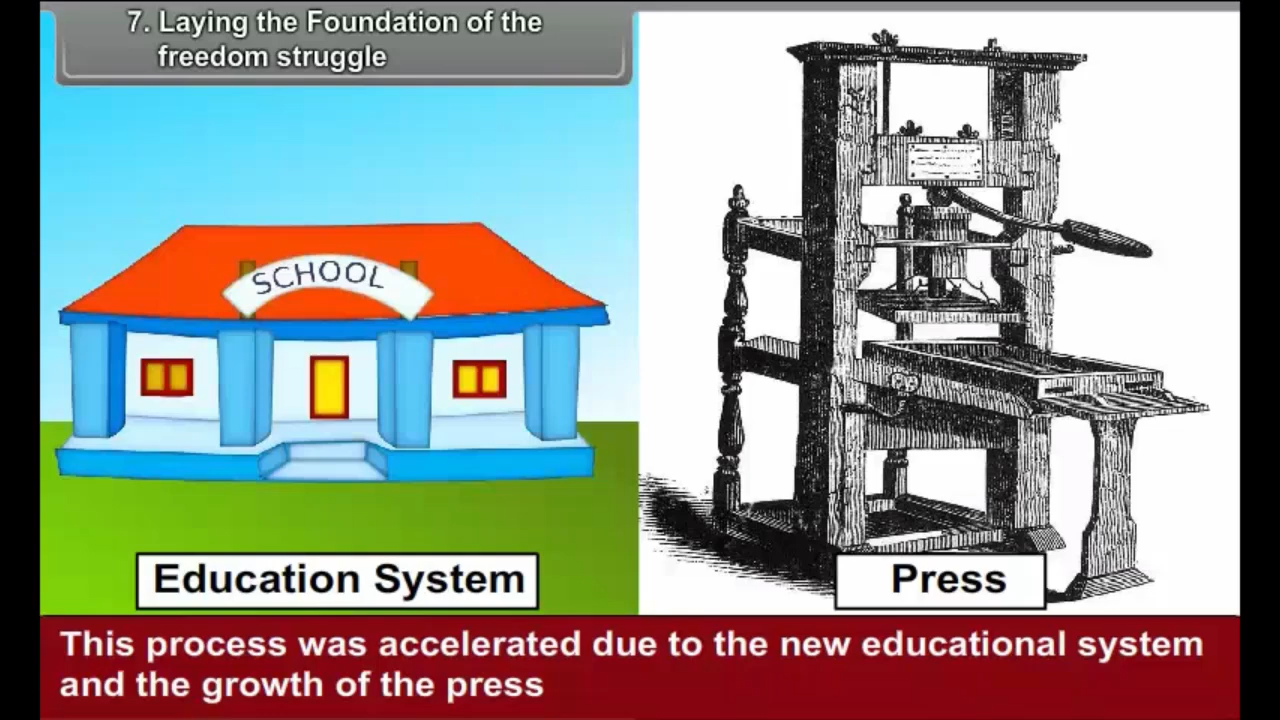 7. Laying the Foundation of the
freedom struggle
SCHOOL
Education System
Press
This process was accelerated due to the new educational system
and the growth of the press